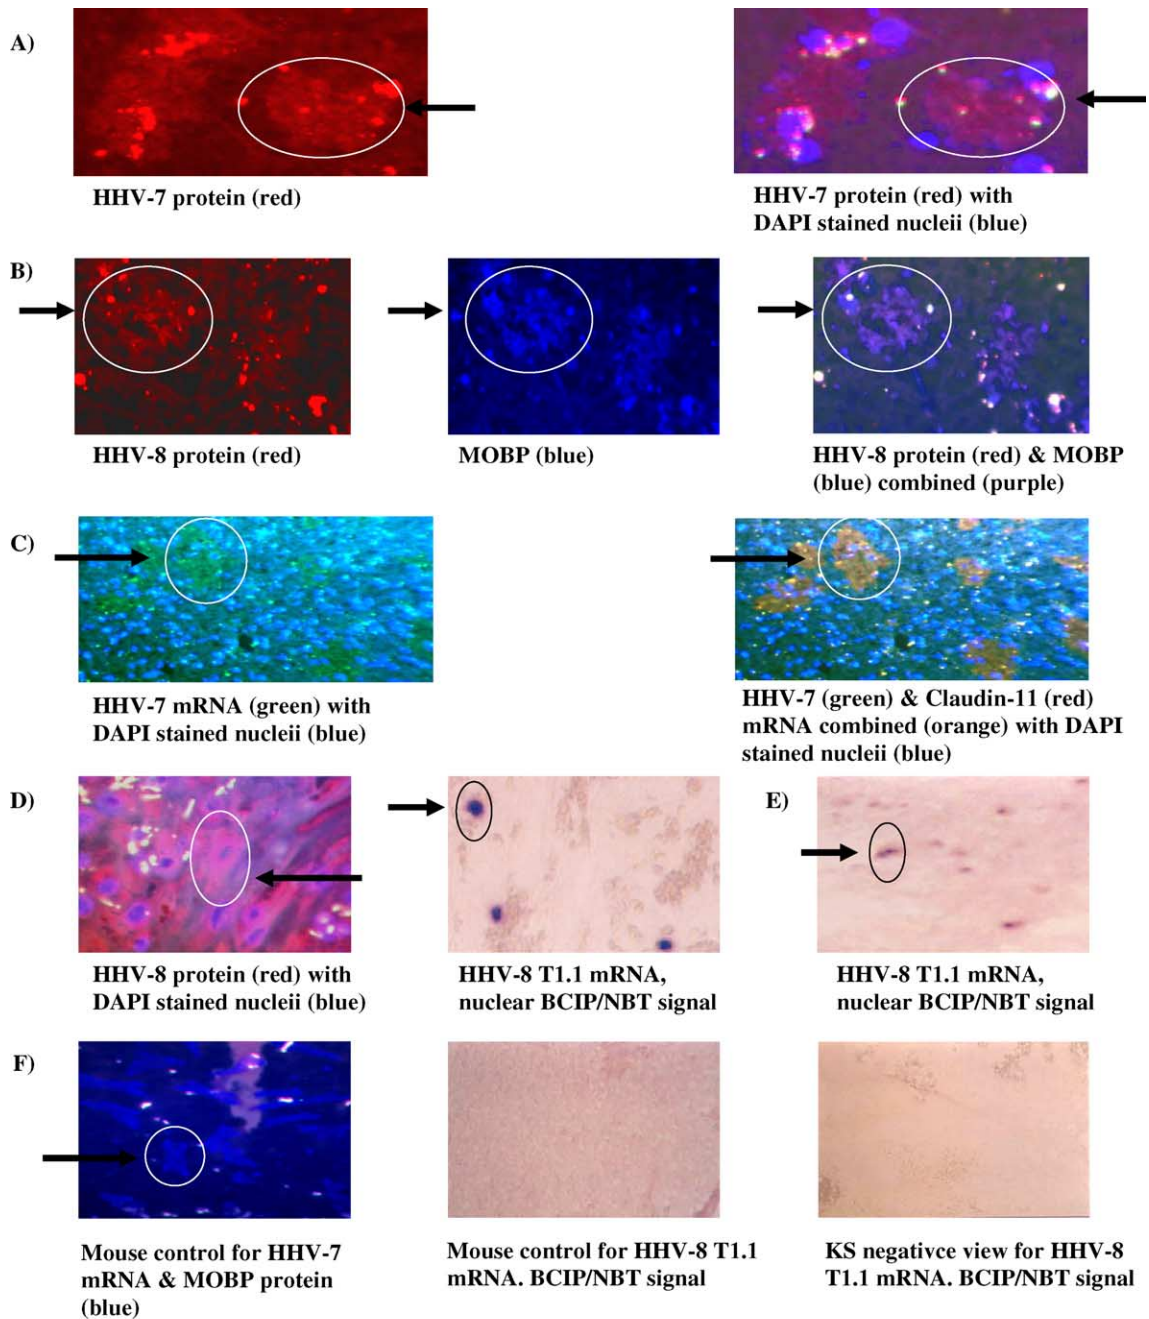 A)
HHV-7 protein (red)
HHV-7 protein (red) with
DAPI stained nucleii (blue)
B)
HHV-8 protein (red)
MOBP (blue)
HHV-8 protein (red) & MOBP
(blue) combined (purple)
C)
HHV-7 mRNA (green) with
DAPI stained nucleii (blue)
HHV-7 (green) & Claudin-11 (red)
mRNA combined (orange) with DAPI
stained nucleii (blue)
D)
HHV-8 protein (red) with
DAPI stained nucleii (blue)
HHV-8 T1.1 mRNA,
nuclear BCIP/NBT signal
E)
HHV-8 T1.1 mRNA,
nuclear BCIP/NBT signal
F)
Mouse control for HHV-7
mRNA & MOBP protein
(blue)
Mouse control for HHV-8 T1.1
mRNA. BCIP/NBT signal
KS negativce view for HHV-8
T1.1 mRNA. BCIP/NBT signal